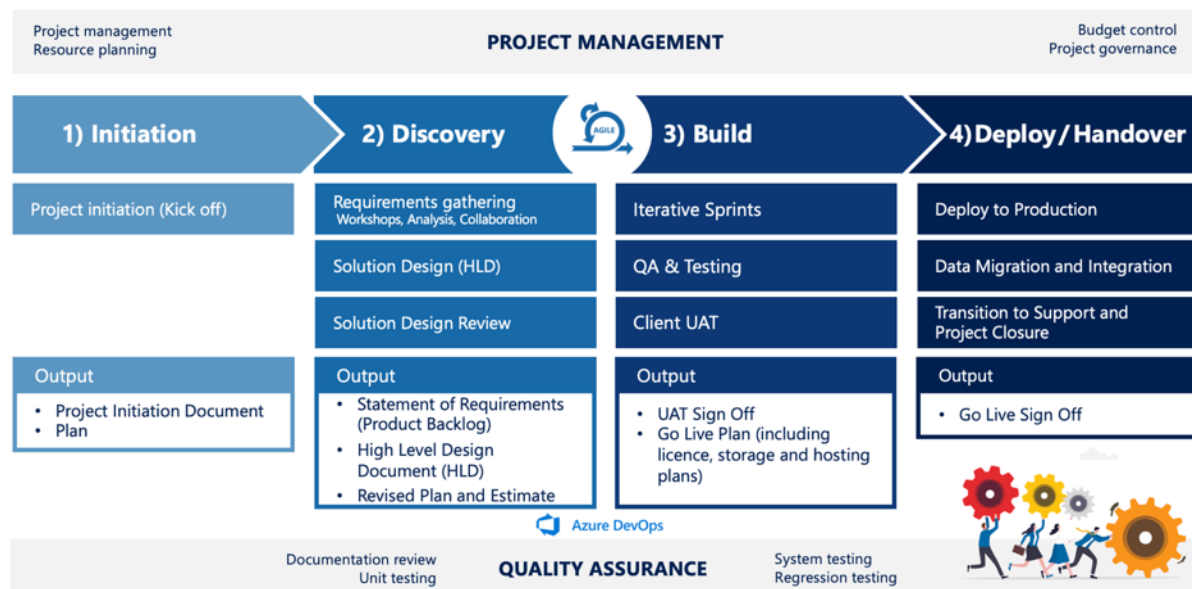 Project management
Resource planning
PROJECT MANAGEMENT
Budget control
Project governance
1) Initiation
2) Discovery
AGILE
3) Build
4) Deploy / Handover
Project initiation (Kick off)
Requirements gathering
Workshops, Analysis, Collaboration
Solution Design (HLD)
Solution Design Review
Iterative Sprints
QA & Testing
Client UAT
Deploy to Production
Data Migration and Integration
Transition to Support and
Project Closure
Output
• Project Initiation Document
• Plan
Output
• Statement of Requirements
(Product Backlog)
• High Level Design
Document (HLD)
• Revised Plan and Estimate
Output
• UAT Sign Off
• Go Live Plan (including
licence, storage and hosting
plans)
Output
• Go Live Sign Off
Azure DevOps
Documentation review
Unit testing
QUALITY ASSURANCE
System testing
Regression testing